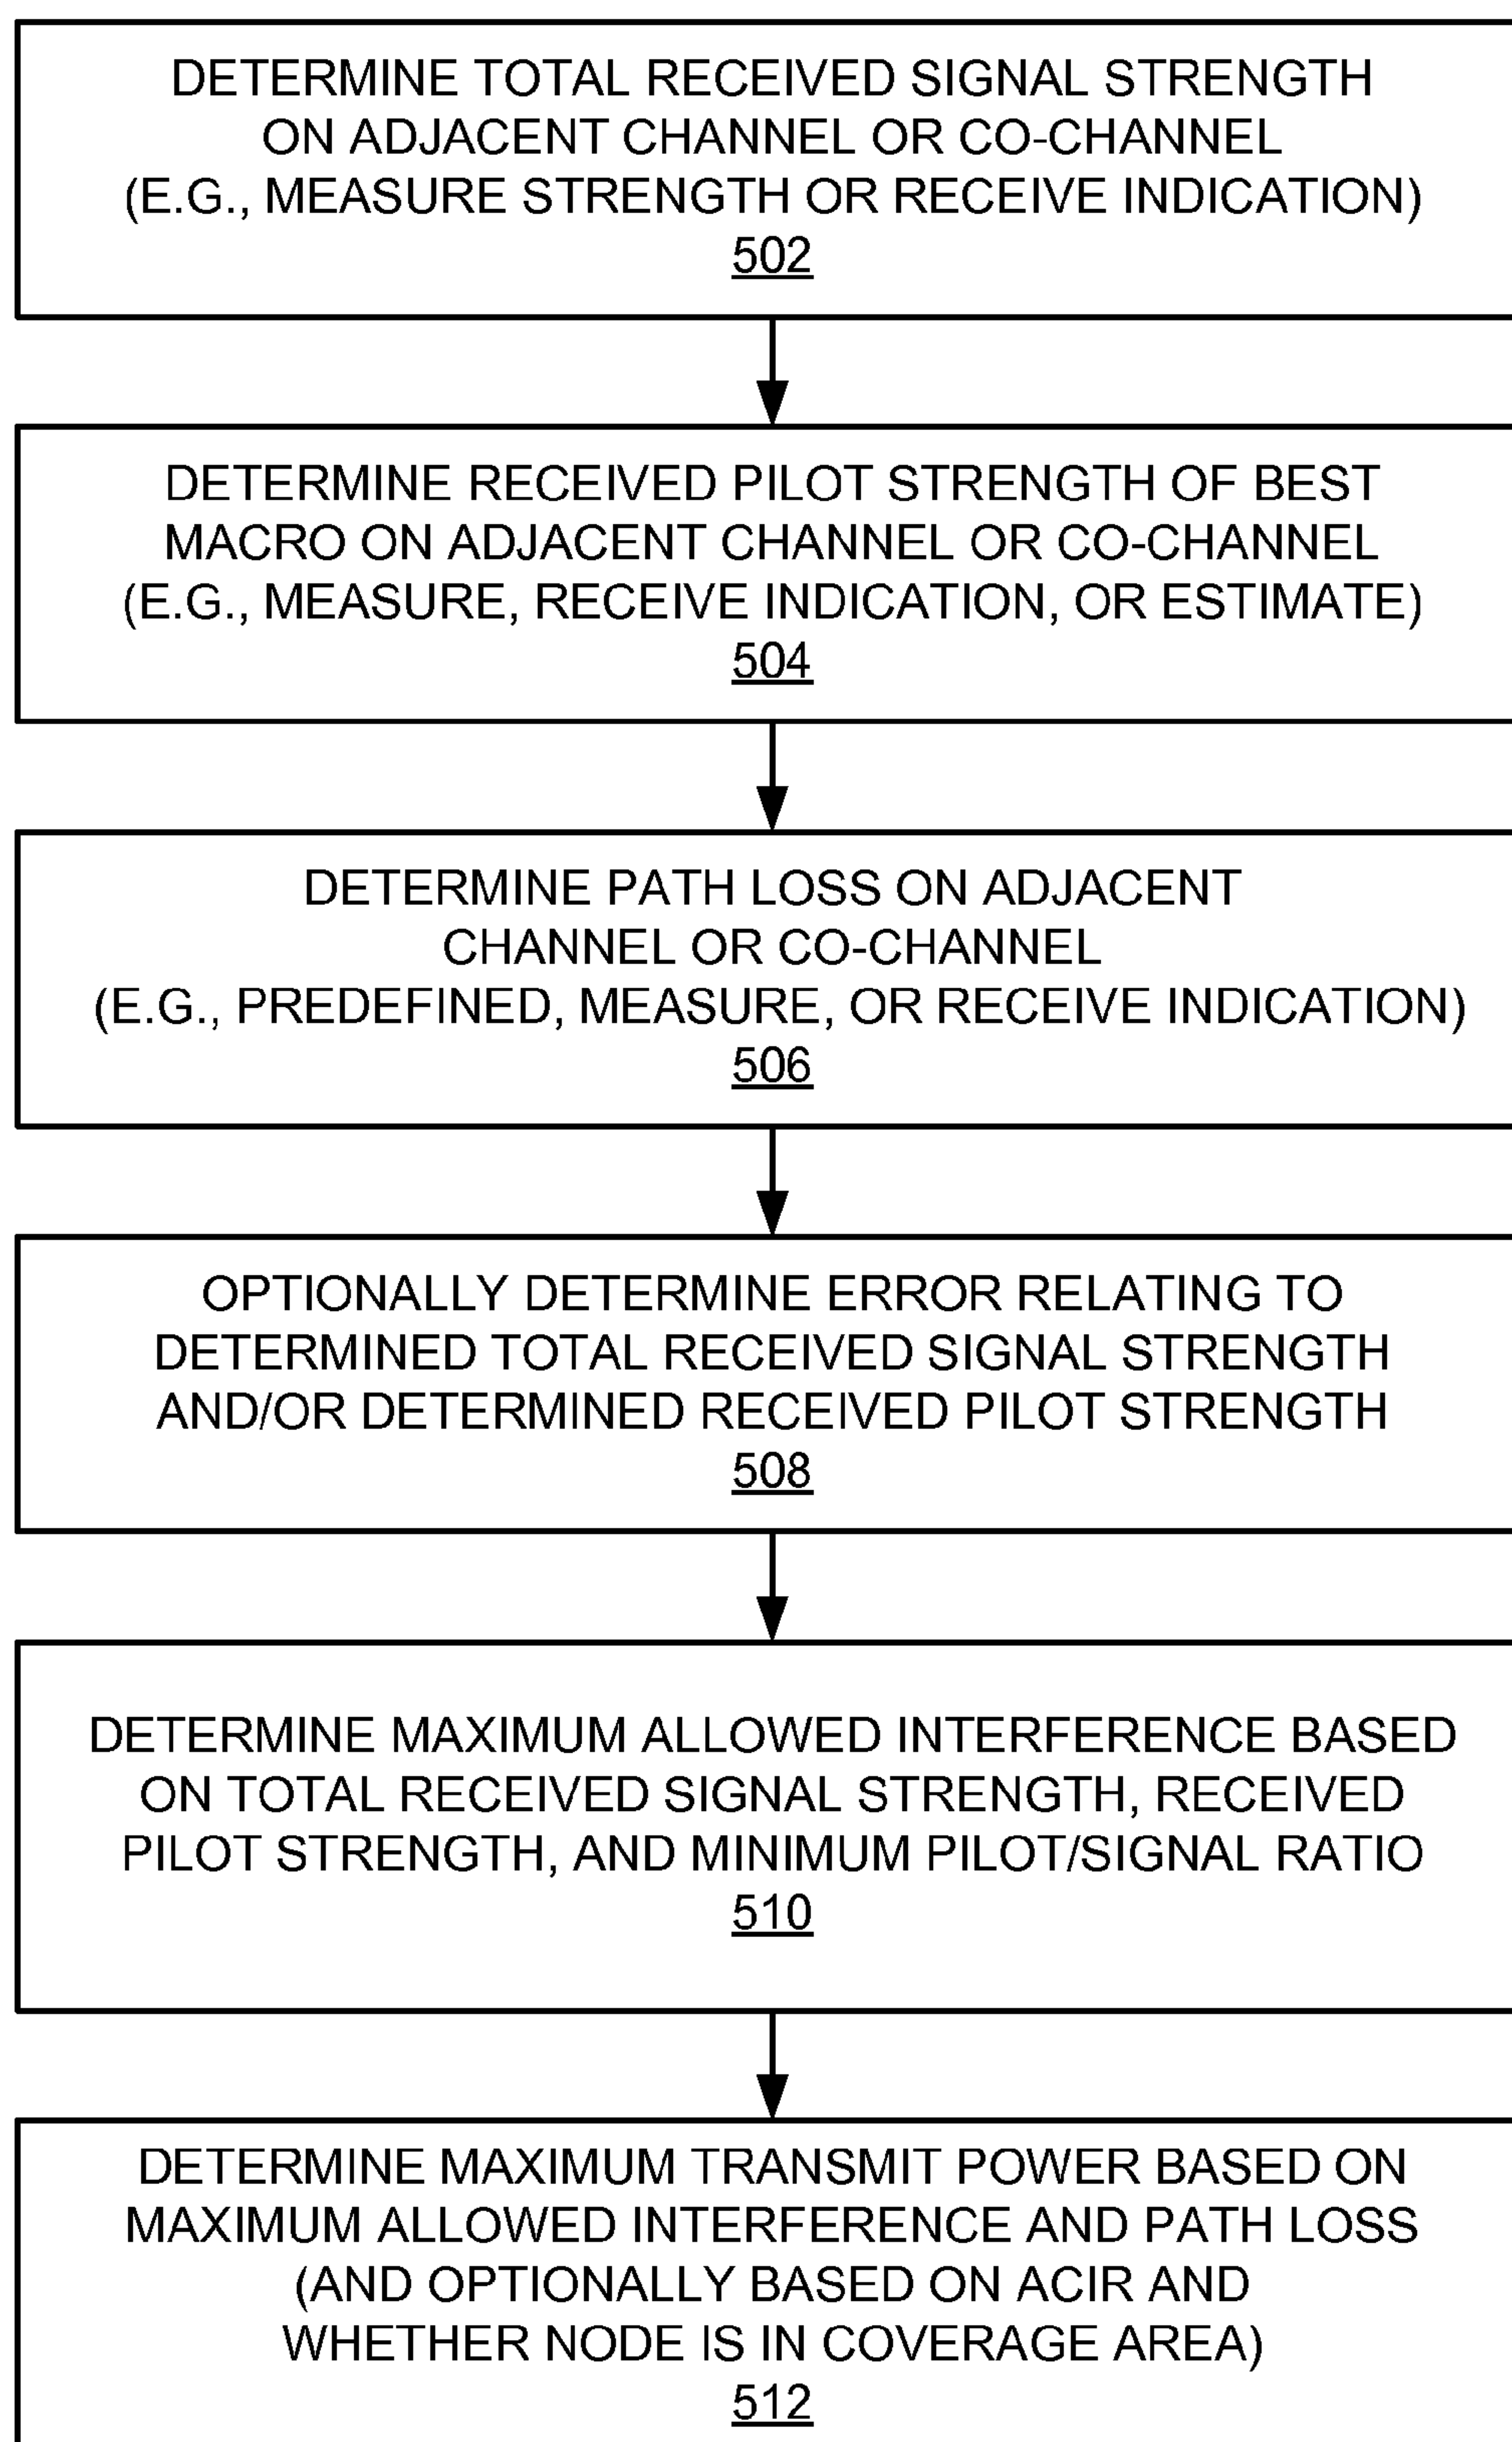 DETERMINE TOTAL RECEIVED SIGNAL STRENGTH
ON ADJACENT CHANNEL OR CO-CHANNEL
(E.G., MEASURE STRENGTH OR RECEIVE INDICATION)
502
DETERMINE RECEIVED PILOT STRENGTH OF BEST
MACRO ON ADJACENT CHANNEL OR CO-CHANNEL
(E.G., MEASURE, RECEIVE INDICATION, OR ESTIMATE)
504
DETERMINE PATH LOSS ON ADJACENT
CHANNEL OR CO-CHANNEL
(E.G., PREDEFINED, MEASURE, OR RECEIVE INDICATION)
506
OPTIONALLY DETERMINE ERROR RELATING TO
DETERMINED TOTAL RECEIVED SIGNAL STRENGTH
AND/OR DETERMINED RECEIVED PILOT STRENGTH
508
DETERMINE MAXIMUM ALLOWED INTERFERENCE BASED
ON TOTAL RECEIVED SIGNAL STRENGTH, RECEIVED
PILOT STRENGTH, AND MINIMUM PILOT/SIGNAL RATIO
510
DETERMINE MAXIMUM TRANSMIT POWER BASED ON
MAXIMUM ALLOWED INTERFERENCE AND PATH LOSS
(AND OPTIONALLY BASED ON ACIR AND
WHETHER NODE IS IN COVERAGE AREA)
512